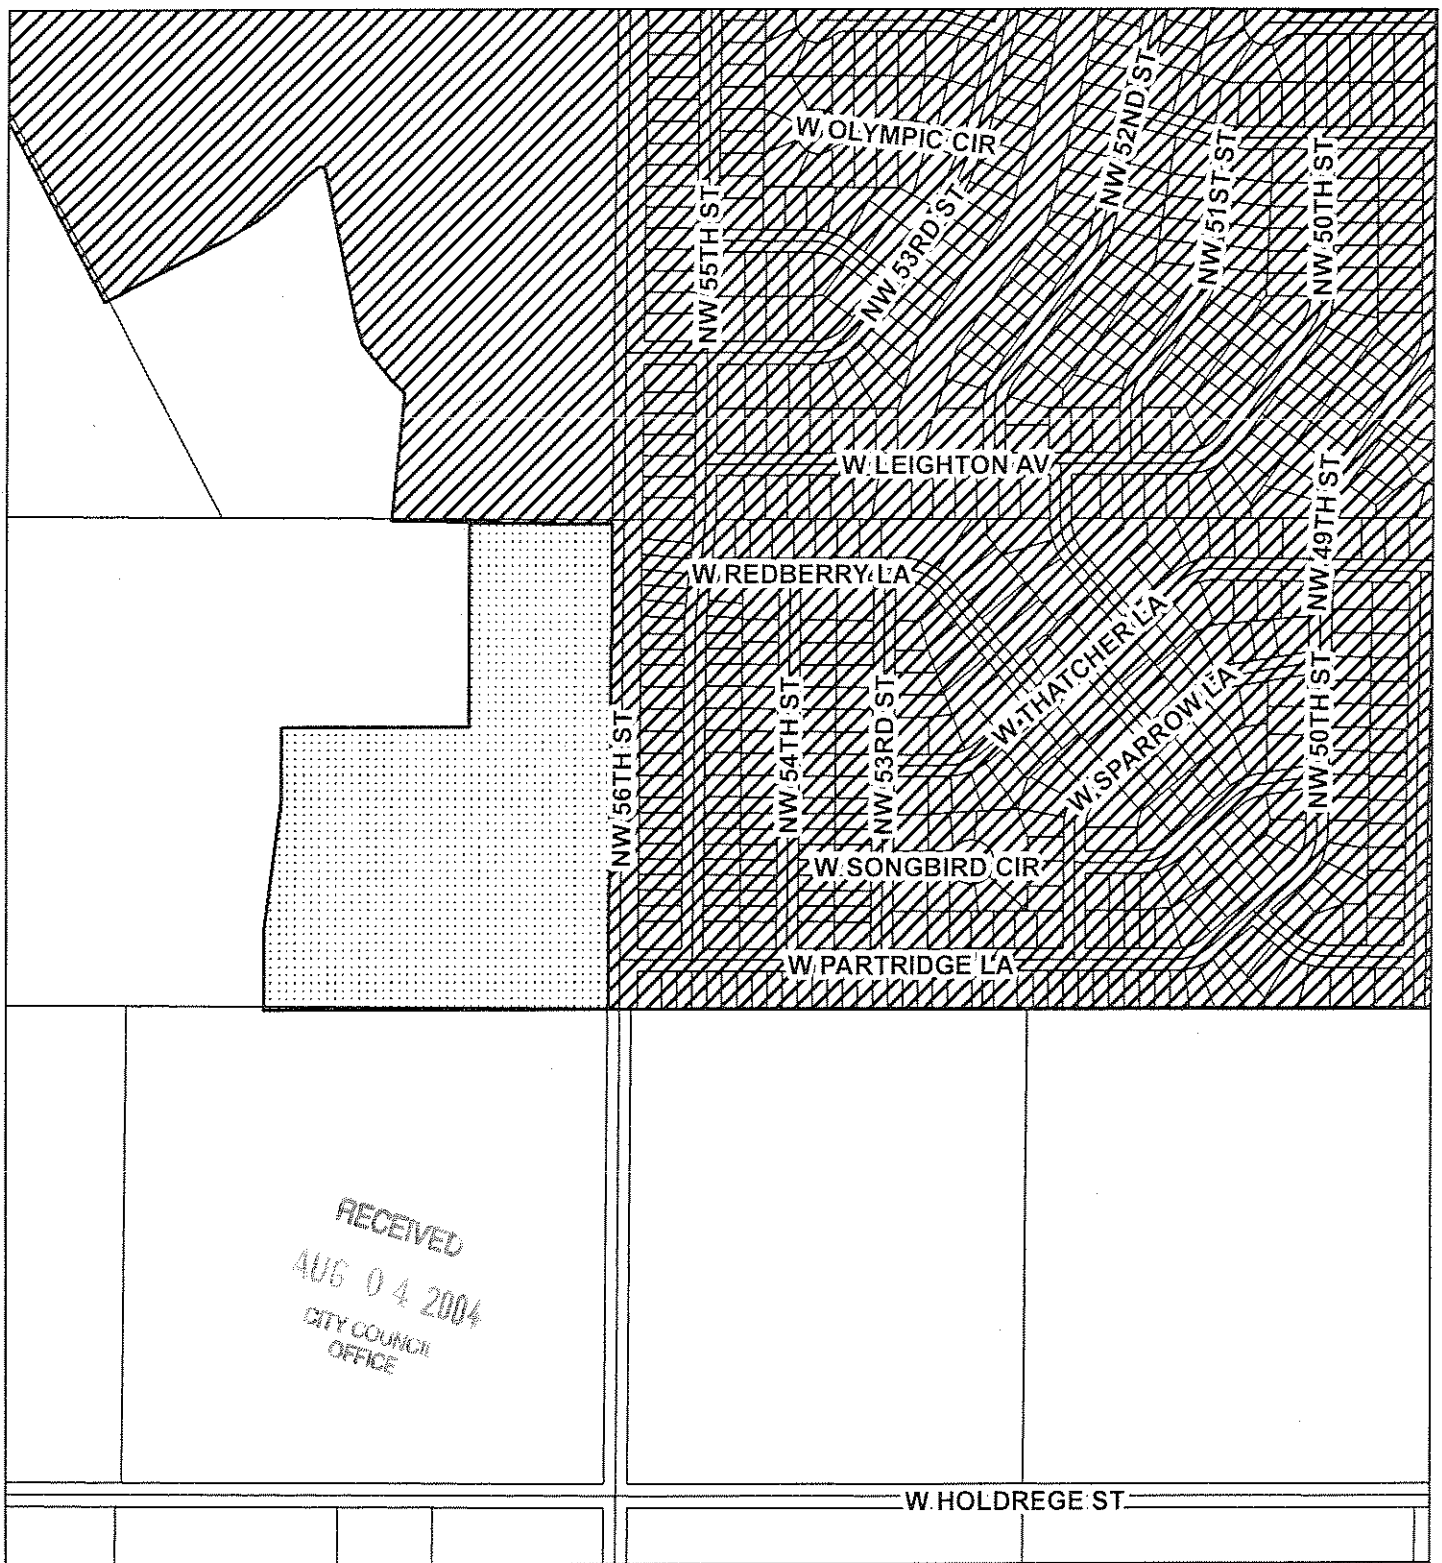 W OLYMPIC CIR
NW 52ND ST
NW 51ST ST
NW 50TH ST
NW 55TH ST
NW 53RD ST
W LEIGHTON AV
NW 49TH ST
W REDBERRY LA
W THATCHER LA
W SPARROW LA
NW 50TH ST
NW 56TH ST
NW 54TH ST
NW 53RD ST
W SONGBIRD CIR
W PARTRIDGE LA
RECEIVED
AUG 04 2004
CITY COUNCIL
OFFICE
W HOLDREGE ST